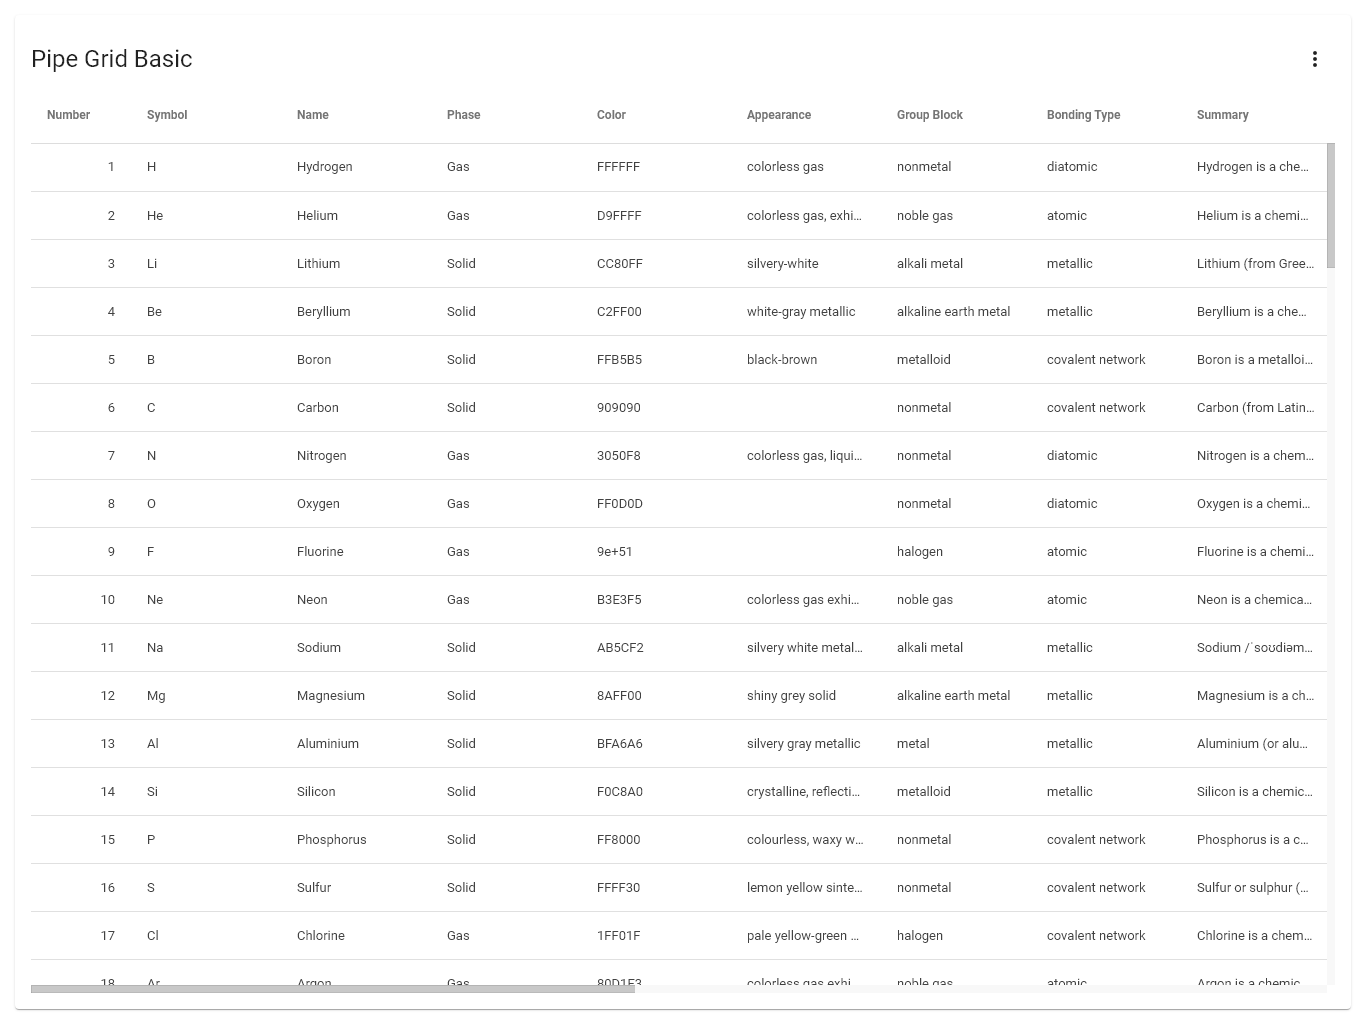 Pipe Grid Basic
Number Symbol Name Phase Color Appearance Group Block Bonding Type Summary
1 H Hydrogen Gas FFFFFF colorless gas nonmetal diatomic Hydrogen is a che…
2 He Helium Gas D9FFFF colorless gas, exhi… noble gas atomic Helium is a chemi…
3 Li Lithium Solid CC80FF silvery-white alkali metal metallic Lithium (from Gree…
4 Be Beryllium Solid C2FF00 white-gray metallic alkaline earth metal metallic Beryllium is a che…
5 B Boron Solid FFB5B5 black-brown metalloid covalent network Boron is a metalloi…
6 C Carbon Solid 909090 nonmetal covalent network Carbon (from Latin…
7 N Nitrogen Gas 3050F8 colorless gas, liqui… nonmetal diatomic Nitrogen is a chem…
8 O Oxygen Gas FF0D0D nonmetal diatomic Oxygen is a chemi…
9 F Fluorine Gas 9e+51 halogen atomic Fluorine is a chemi…
10 Ne Neon Gas B3E3F5 colorless gas exhi… noble gas atomic Neon is a chemica…
11 Na Sodium Solid AB5CF2 silvery white metal… alkali metal metallic Sodium /ˈsoʊdiəm…
12 Mg Magnesium Solid 8AFF00 shiny grey solid alkaline earth metal metallic Magnesium is a ch…
13 Al Aluminium Solid BFA6A6 silvery gray metallic metal metallic Aluminium (or alu…
14 Si Silicon Solid F0C8A0 crystalline, reflecti… metalloid metallic Silicon is a chemic…
15 P Phosphorus Solid FF8000 colourless, waxy w… nonmetal covalent network Phosphorus is a c…
16 S Sulfur Solid FFFF30 lemon yellow sinte… nonmetal covalent network Sulfur or sulphur (…
17 Cl Chlorine Gas 1FF01F pale yellow-green … halogen covalent network Chlorine is a chem…
18 Ar Argon Gas 80D1E3 colorless gas exhi… noble gas atomic Argon is a chemic…